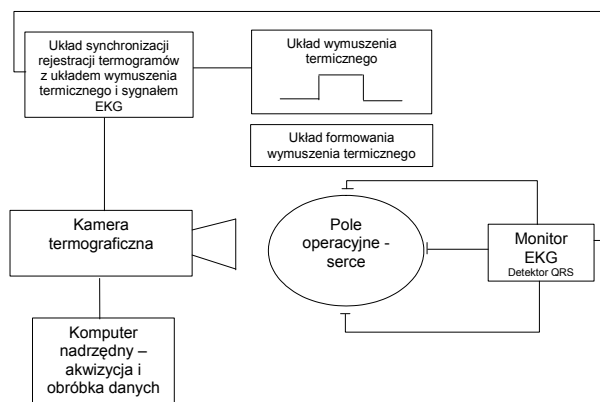 Układ synchronizacji
rejestracji termogramów
z układem wymuszenia
termicznego i sygnałem
EKG
Układ wymuszenia
termicznego
Układ formowania
wymuszenia termicznego
Kamera
termograficzna
Pole
operacyjne -
serce
Monitor
EKG
Detektor QRS
Komputer
nadrzędny –
akwizycja i
obróbka danych